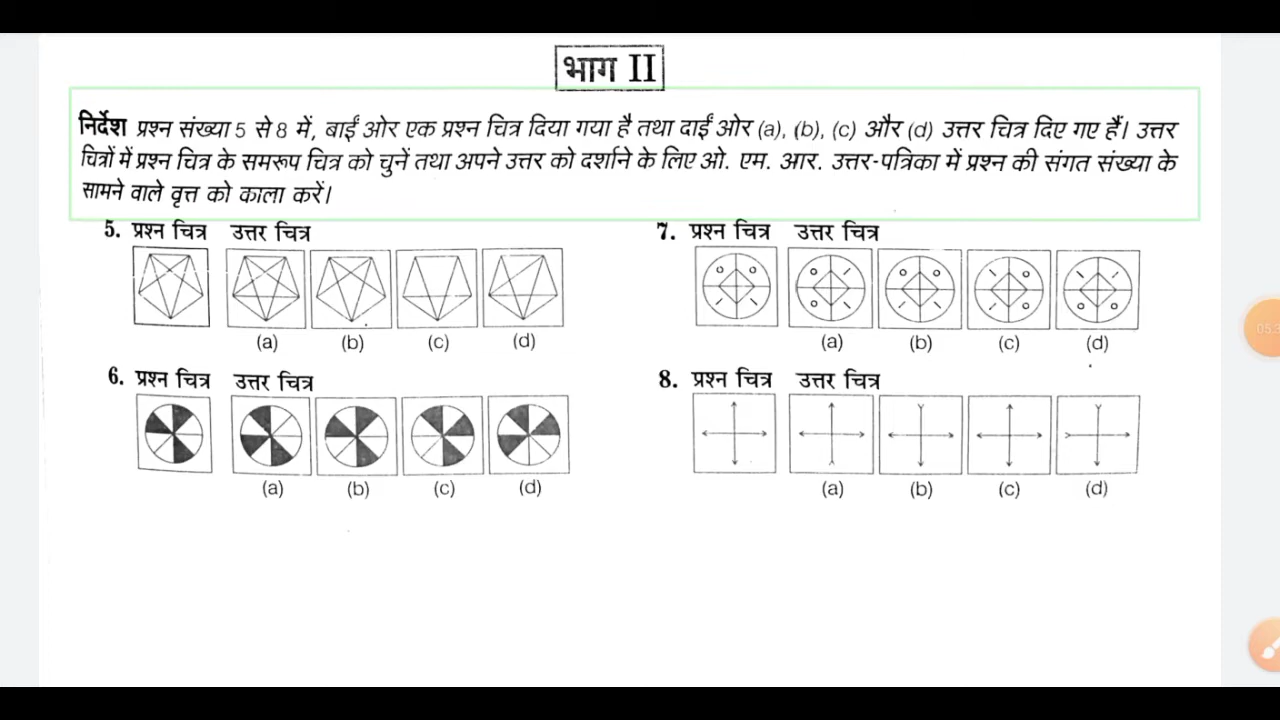 भाग II
निर्देश प्रश्न संख्या 5 से 8 में, बाईं ओर एक प्रश्न चित्र दिया गया है तथा दाईं ओर (a), (b), (c) और (d) उत्तर चित्र दिए गए हैं। उत्तर
चित्रों में प्रश्न चित्र के समरूप चित्र को चुनें तथा अपने उत्तर को दर्शाने के लिए ओ. एम. आर. उत्तर-पत्रिका में प्रश्न की संगत संख्या के
सामने वाले वृत्त को काला करें।
5. प्रश्न चित्र उत्तर चित्र
(a) (b) (c) (d)
6. प्रश्न चित्र उत्तर चित्र
(a) (b) (c) (d)
7. प्रश्न चित्र उत्तर चित्र
(a) (b) (c) (d)
8. प्रश्न चित्र उत्तर चित्र
(a) (b) (c) (d)